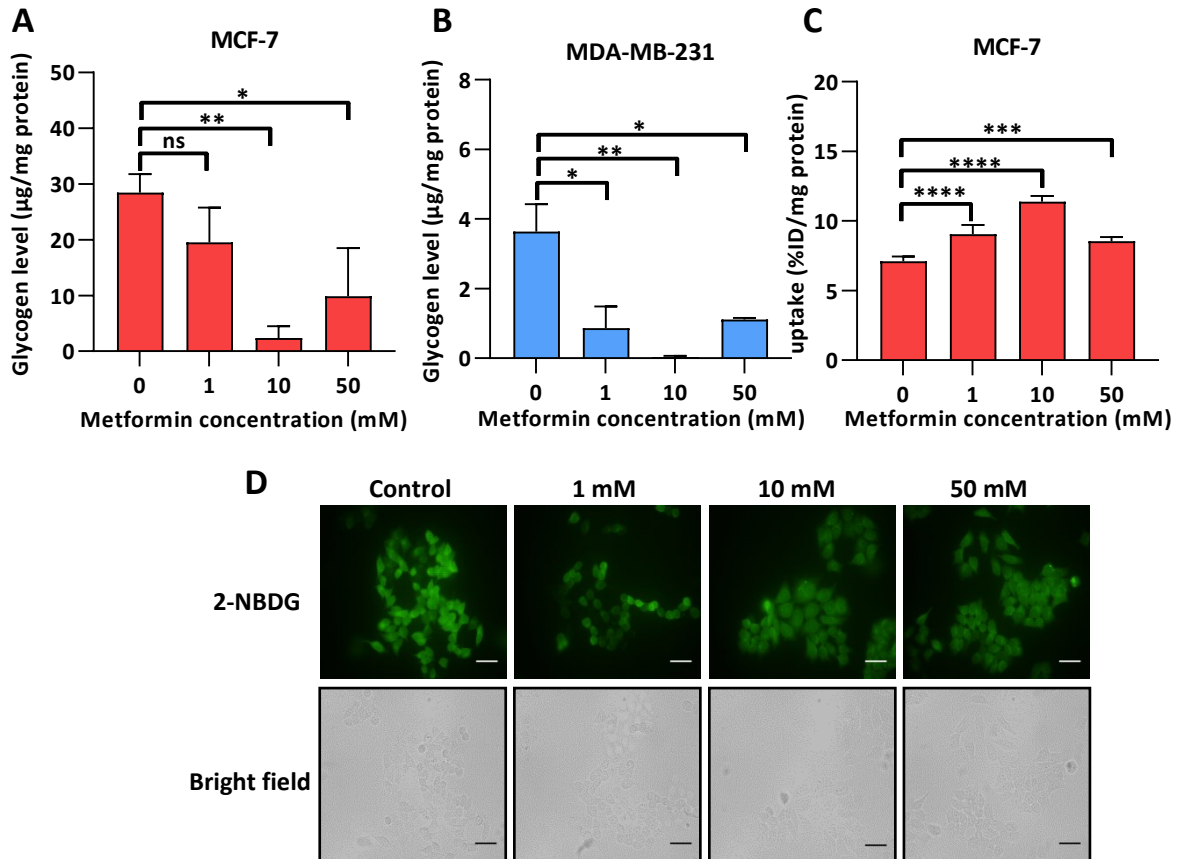 A
MCF-7
Glycogen level (µg/mg protein)
50
40
30
20
10
0
*
**
ns
0 1 10 50
Metformin concentration (mM)
B
MDA-MB-231
Glycogen level (µg/mg protein)
8
6
4
2
0
*
**
*
0 1 10 50
Metformin concentration (mM)
C
MCF-7
uptake (%ID/mg protein)
20
15
10
5
0
***
****
****
0 1 10 50
Metformin concentration (mM)
D
Control 1 mM 10 mM 50 mM
2-NBDG
Bright field